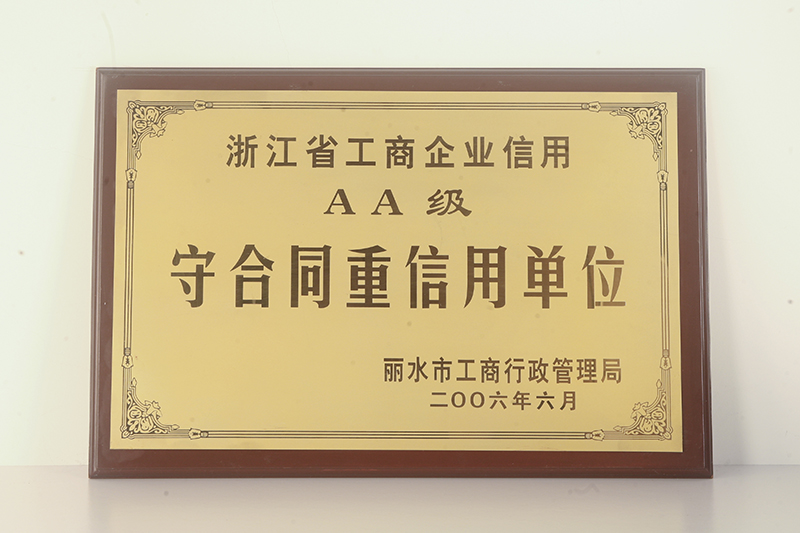 浙江省工商企业信用
AA级
守合同重信用单位
丽水市工商行政管理局
二OO六年六月